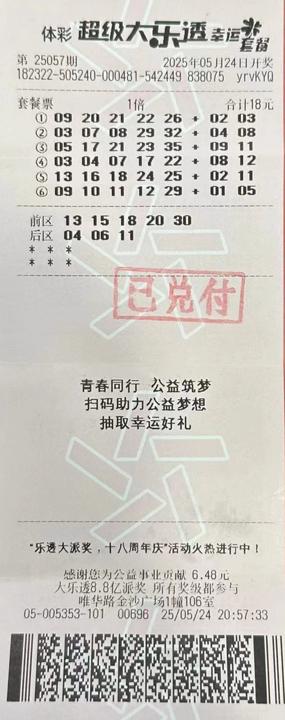 体彩 超级大乐透 幸运套餐
第 25057期 2025年05月24日开奖
182322-505240-000481-542449 838075 yrvKYQ
套餐票 1倍 合计18元
① 09 20 21 22 26 + 02 03
② 03 07 08 29 32 + 04 08
③ 05 17 21 23 35 + 09 11
④ 03 04 07 17 22 + 08 12
⑤ 13 16 18 24 25 + 02 11
⑥ 09 10 11 12 29 + 01 05
前区 13 15 18 20 30
后区 04 06 11
* * *
* * *
已兑付
青春同行 公益筑梦
扫码助力公益梦想
抽取幸运好礼
"乐透大派奖，十八周年庆"活动火热进行中！
感谢您为公益事业贡献 6.48元
大乐透8.8亿派奖 所有奖级都参与
唯华路金沙广场1幢106室
05-005353-101 00696 25/05/24 20:57:33